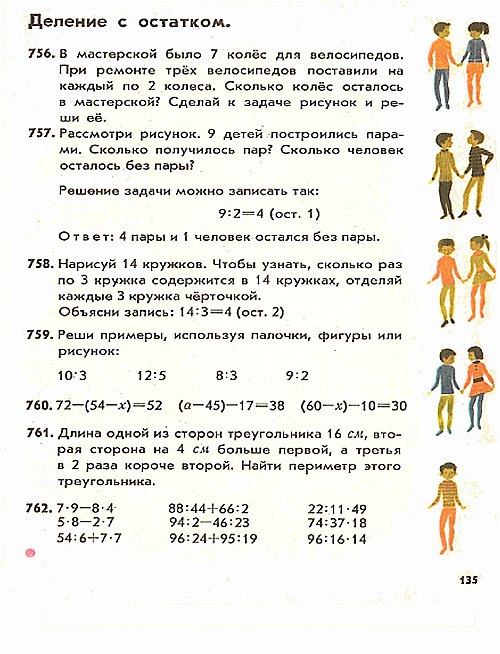 Деление с остатком.
756. В мастерской было 7 колёс для велосипедов.
При ремонте трёх велосипедов поставили на
каждый по 2 колеса. Сколько колёс осталось
в мастерской? Сделай к задаче рисунок и ре-
ши её.
757. Рассмотри рисунок. 9 детей построились пара-
ми. Сколько получилось пар? Сколько человек
осталось без пары?
Решение задачи можно записать так:
9:2=4 (ост. 1)
Ответ: 4 пары и 1 человек остался без пары.
758. Нарисуй 14 кружков. Чтобы узнать, сколько раз
по 3 кружка содержится в 14 кружках, отделяй
каждые 3 кружка чёрточкой.
Объясни запись: 14:3=4 (ост. 2)
759. Реши примеры, используя палочки, фигуры или
рисунок:
10:3 12:5 8:3 9:2
760. 72−(54−x)=52 (a−45)−17=38 (60−x)−10=30
761. Длина одной из сторон треугольника 16 см, вто-
рая сторона на 4 см больше первой, а третья
в 2 раза короче второй. Найти периметр этого
треугольника.
762. 7·9−8·4 88:44+66:2 22:11·49
5·8−2·7 94:2−46:23 74:37·18
54:6+7·7 96:24+95:19 96:16·14
135